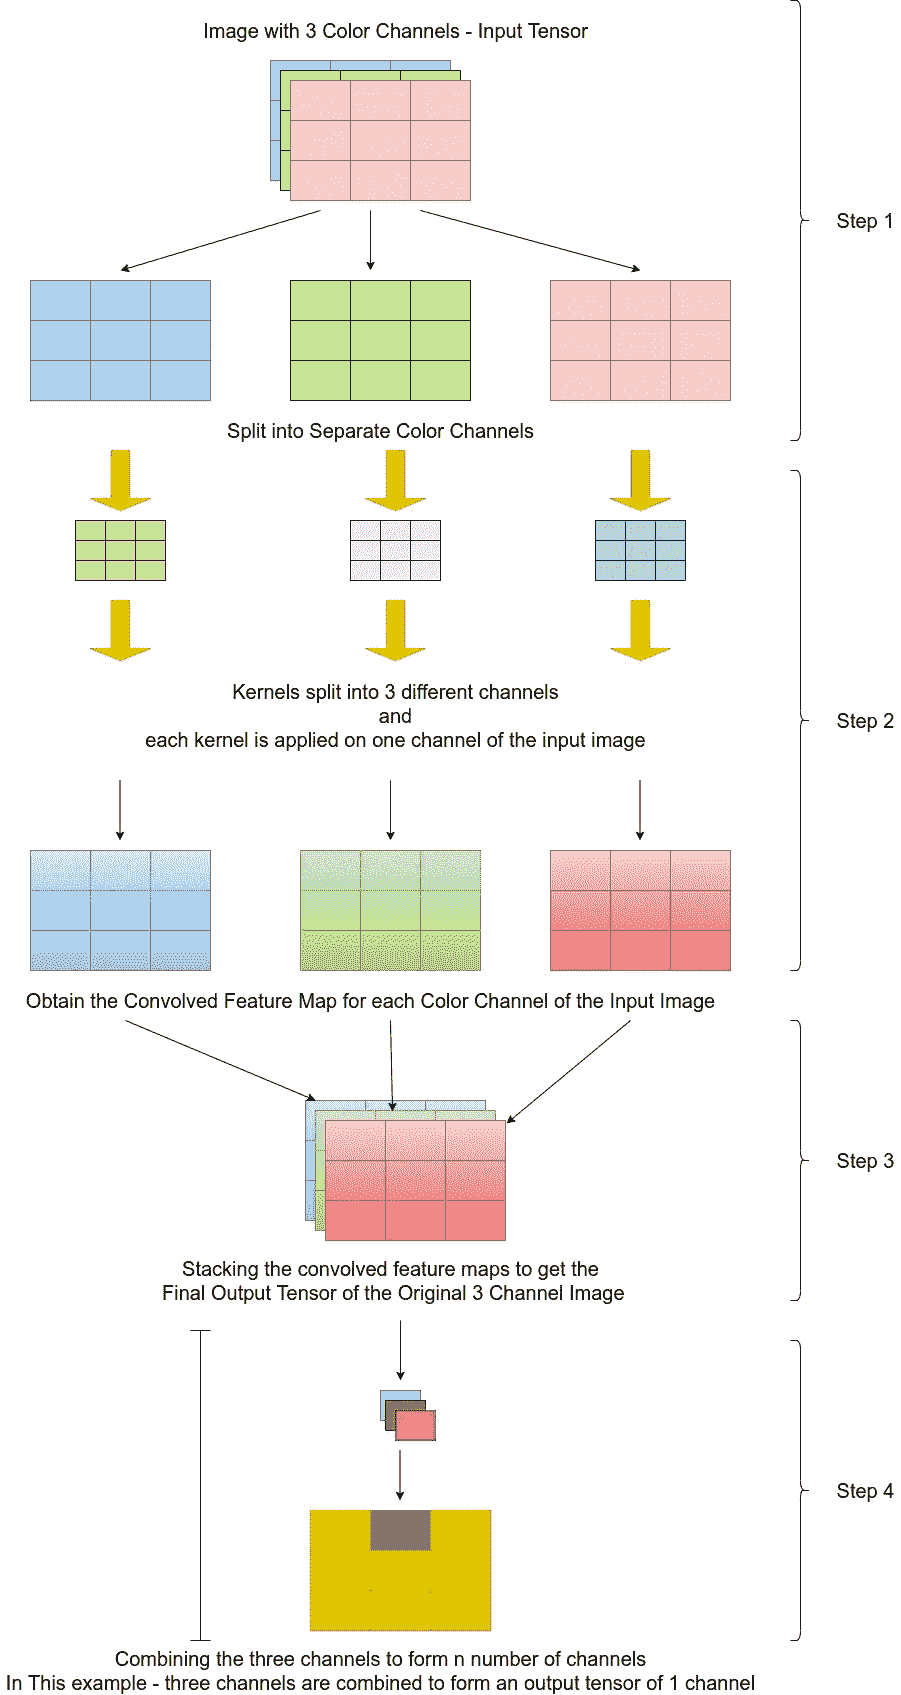 Image with 3 Color Channels - Input Tensor
Step 1
Split into Separate Color Channels
Kernels split into 3 different channels
and
each kernel is applied on one channel of the input image
Step 2
Obtain the Convolved Feature Map for each Color Channel of the Input Image
Step 3
Stacking the convolved feature maps to get the
Final Output Tensor of the Original 3 Channel Image
Step 4
Combining the three channels to form n number of channels
In This example - three channels are combined to form an output tensor of 1 channel